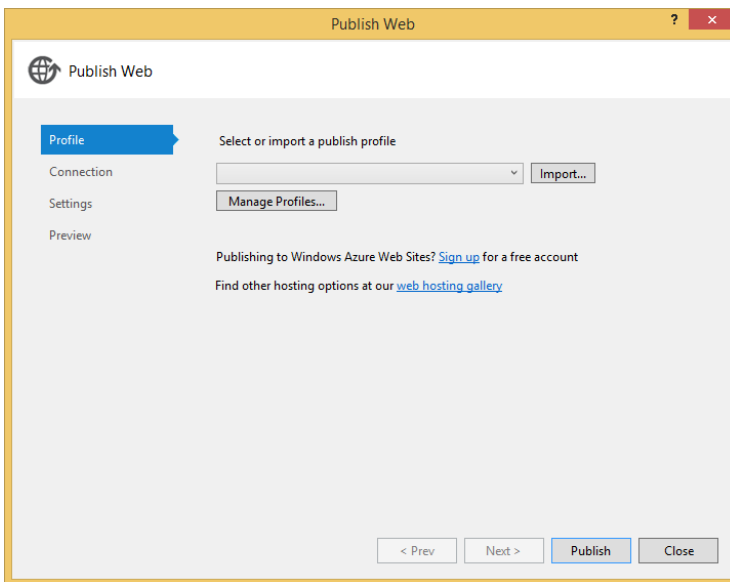 Publish Web
?
Publish Web
Profile
Connection
Settings
Preview
Select or import a publish profile
Import...
Manage Profiles...
Publishing to Windows Azure Web Sites? Sign up for a free account
Find other hosting options at our web hosting gallery
< Prev
Next >
Publish
Close